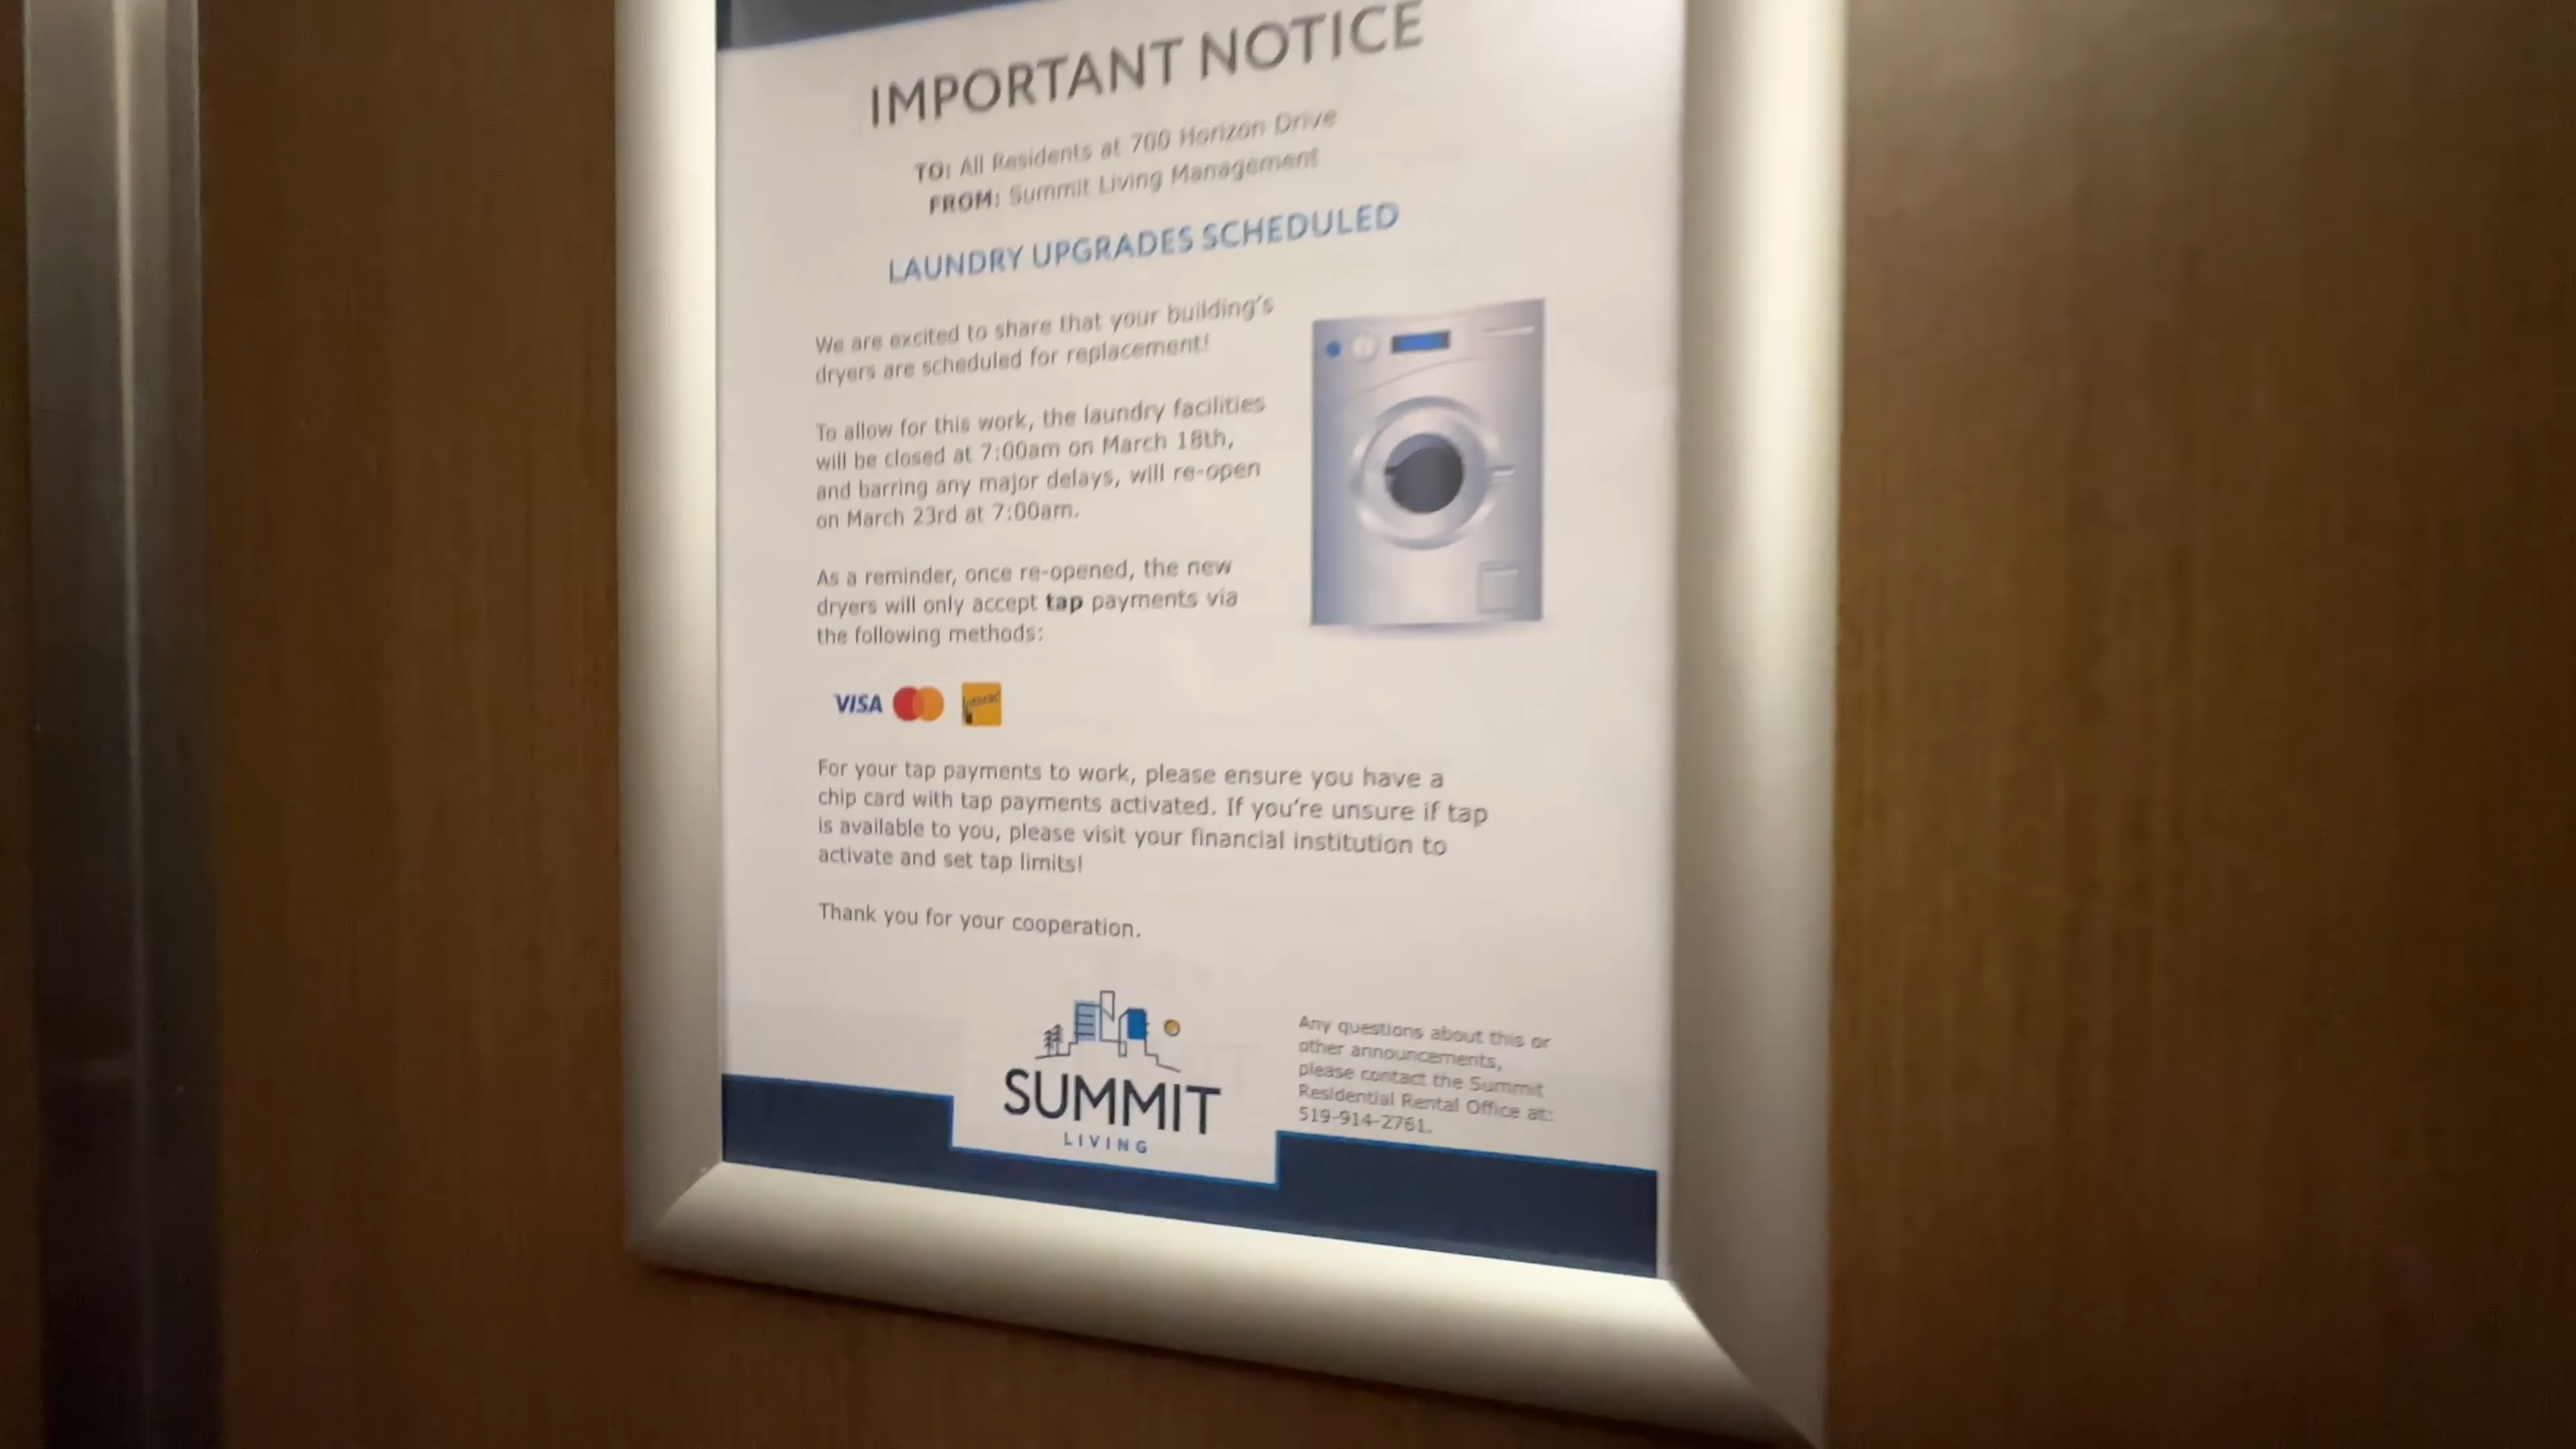 IMPORTANT NOTICE
TO: All Residents at 700 Horizon Drive
FROM: Summit Living Management
LAUNDRY UPGRADES SCHEDULED
We are excited to share that your building's
dryers are scheduled for replacement!
To allow for this work, the laundry facilities
will be closed at 7:00am on March 18th,
and barring any major delays, will re-open
on March 23rd at 7:00am.
As a reminder, once re-opened, the new
dryers will only accept tap payments via
the following methods:
VISA Interac
For your tap payments to work, please ensure you have a
chip card with tap payments activated. If you're unsure if tap
is available to you, please visit your financial institution to
activate and set tap limits!
Thank you for your cooperation.
SUMMIT
LIVING
Any questions about this or
other announcements,
please contact the Summit
Residential Rental Office at:
519-914-2761.